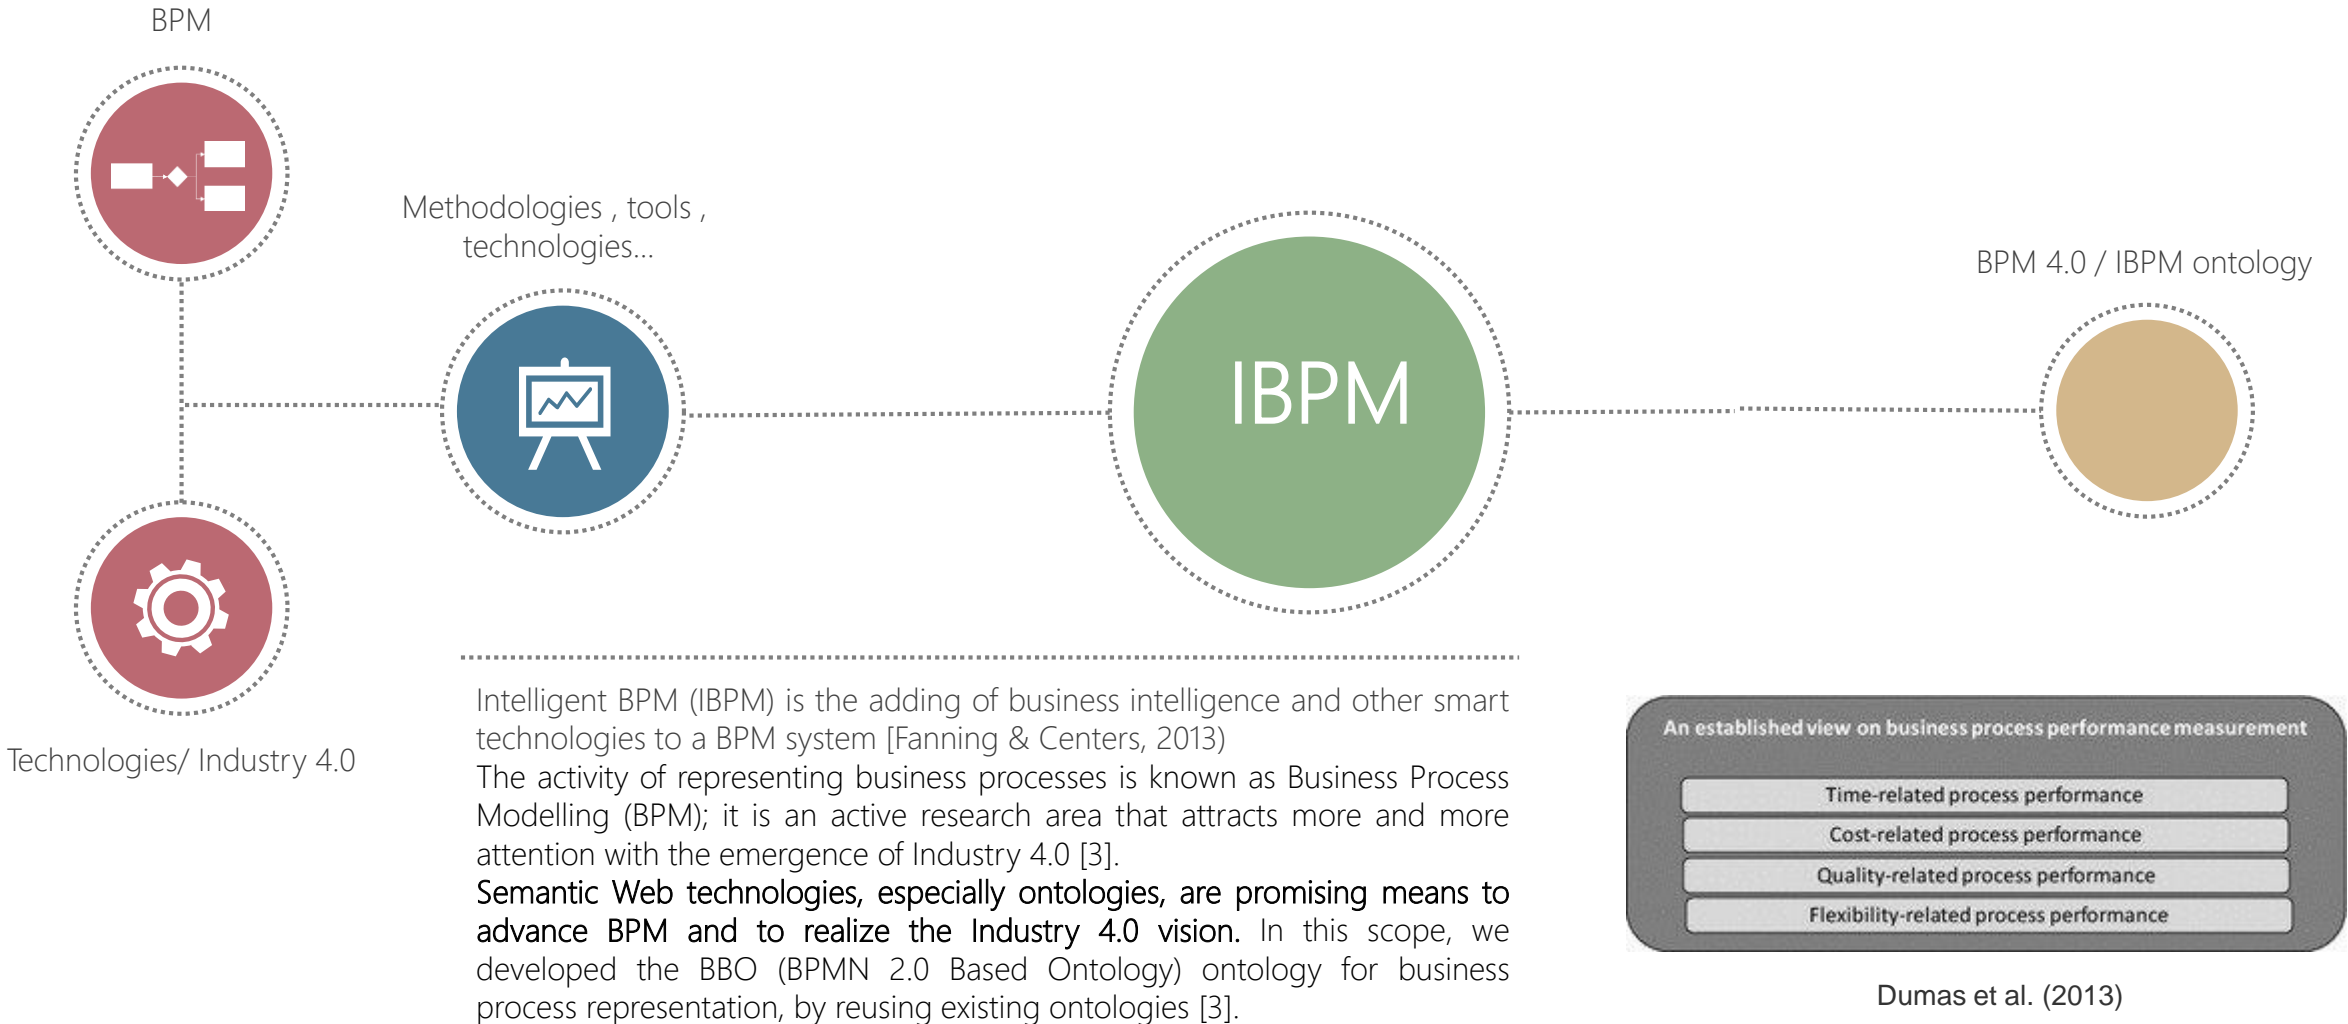 BPM
Methodologies , tools ,
technologies...
IBPM
BPM 4.0 / IBPM ontology
Technologies/ Industry 4.0
Intelligent BPM (IBPM) is the adding of business intelligence and other smart
technologies to a BPM system [Fanning & Centers, 2013)
The activity of representing business processes is known as Business Process
Modelling (BPM); it is an active research area that attracts more and more
attention with the emergence of Industry 4.0 [3].
Semantic Web technologies, especially ontologies, are promising means to
advance BPM and to realize the Industry 4.0 vision. In this scope, we
developed the BBO (BPMN 2.0 Based Ontology) ontology for business
process representation, by reusing existing ontologies [3].
An established view on business process performance measurement
Time-related process performance
Cost-related process performance
Quality-related process performance
Flexibility-related process performance
Dumas et al. (2013)